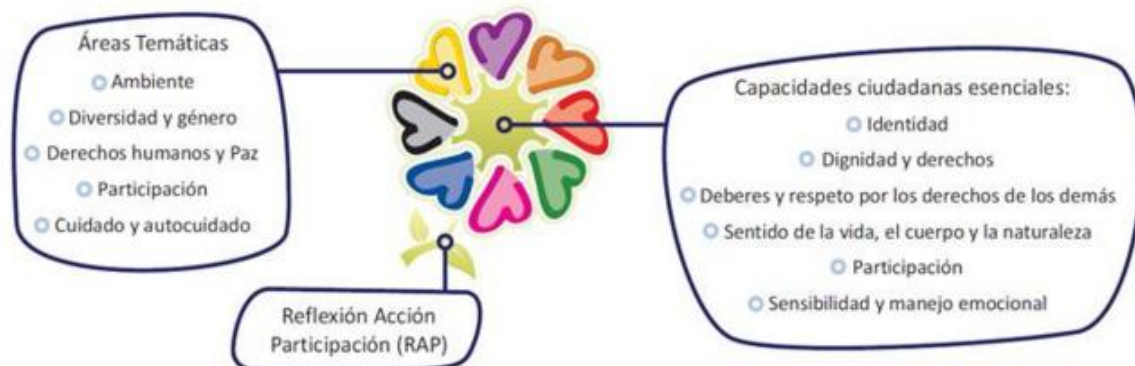 Áreas Temáticas
Ambiente
Diversidad y género
Derechos humanos y Paz
Participación
Cuidado y autocuidado
Reflexión Acción
Participación (RAP)
Capacidades ciudadanas esenciales:
Identidad
Dignidad y derechos
Deberes y respeto por los derechos de los demás
Sentido de la vida, el cuerpo y la naturaleza
Participación
Sensibilidad y manejo emocional